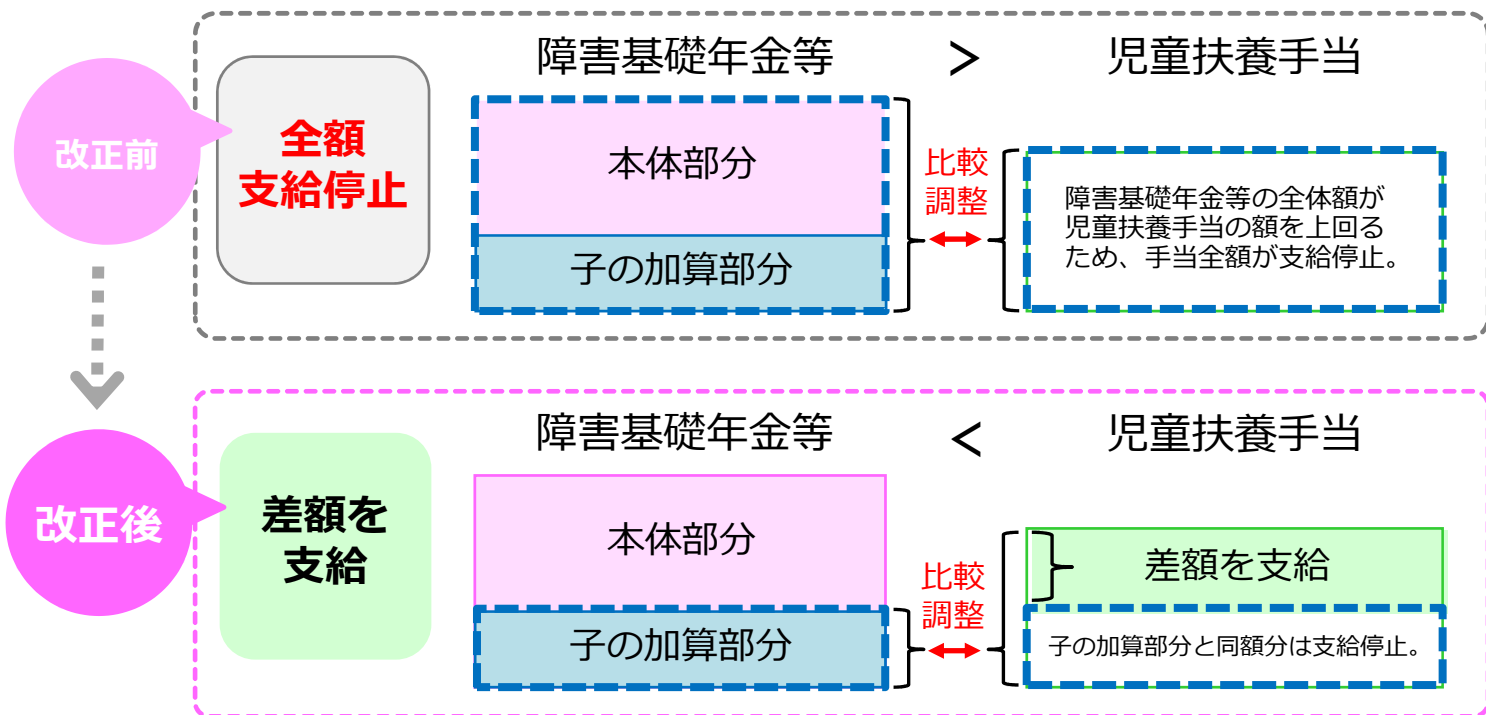 障害基礎年金等 > 児童扶養手当
改正前
全額
支給停止
本体部分
子の加算部分
比較
調整
障害基礎年金等の全体額が
児童扶養手当の額を上回る
ため、手当全額が支給停止。
障害基礎年金等 < 児童扶養手当
改正後
差額を
支給
本体部分
子の加算部分
比較
調整
差額を支給
子の加算部分と同額分は支給停止。